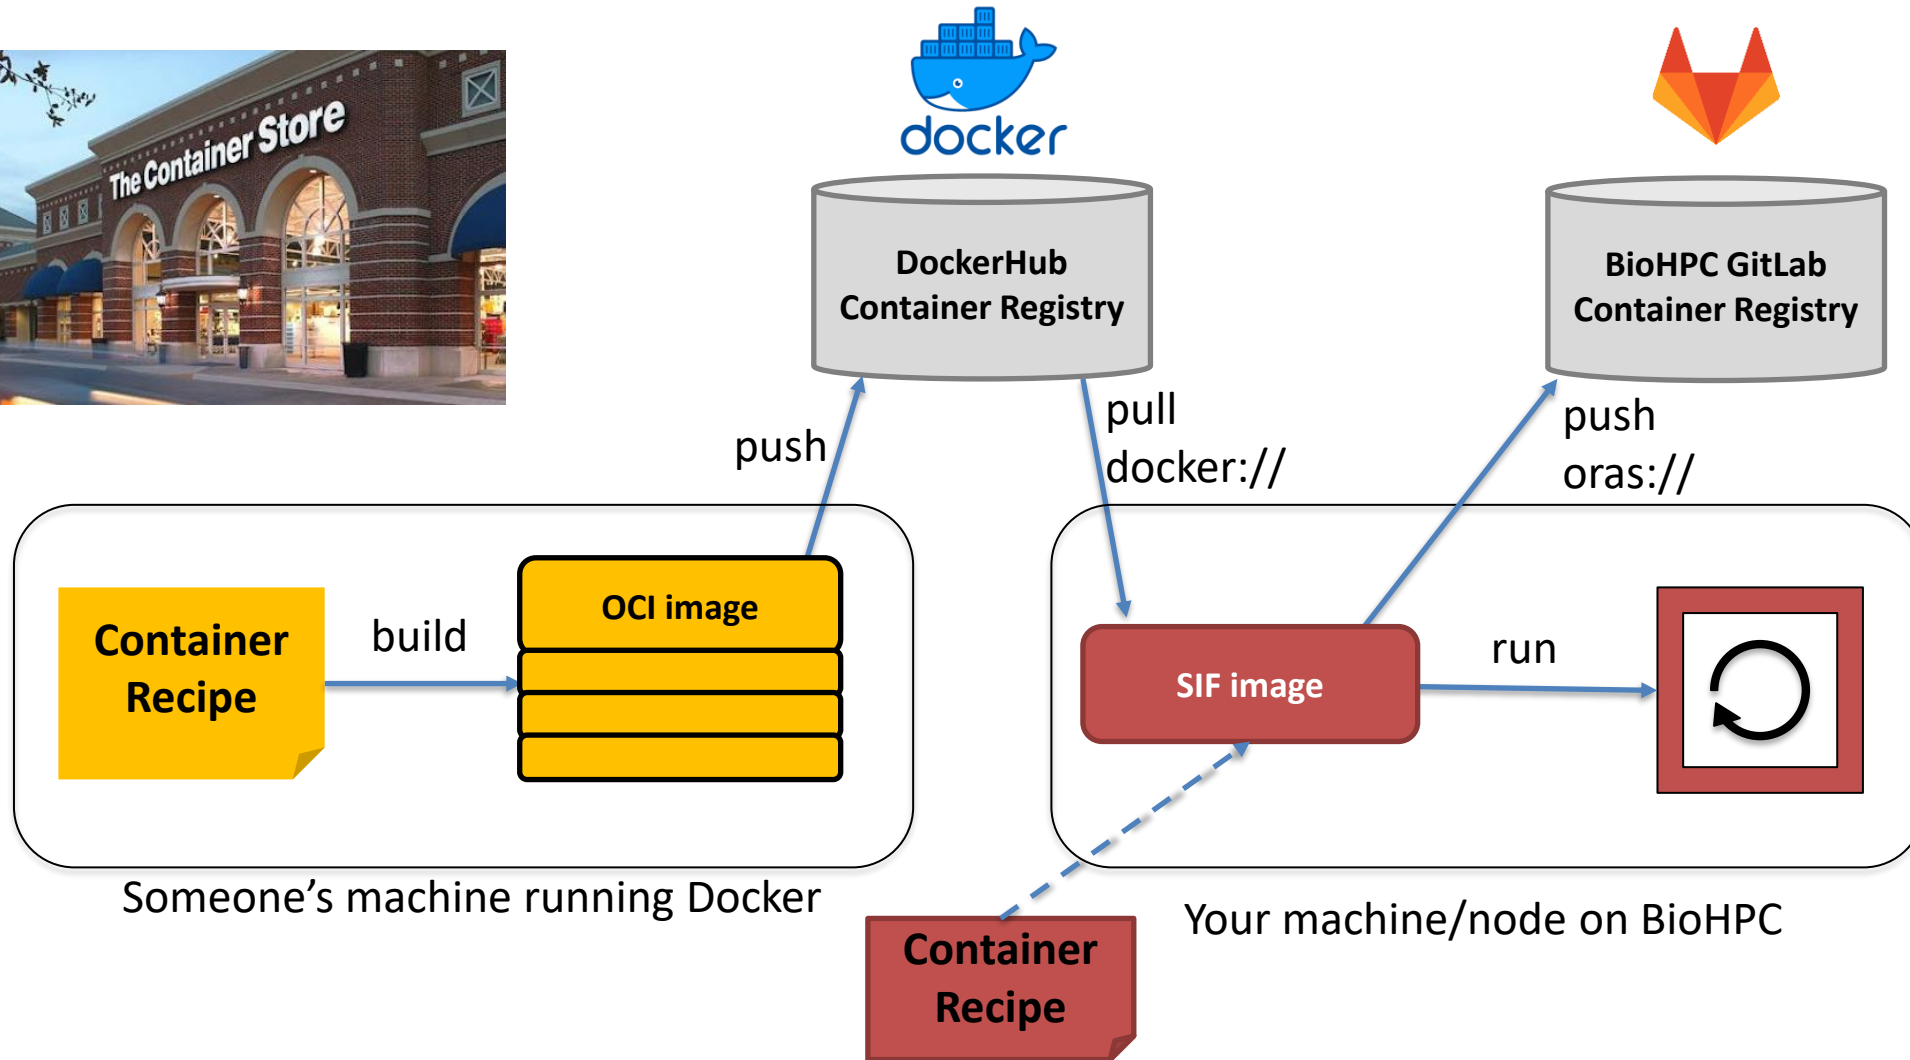 The Container Store
docker
DockerHub
Container Registry
BioHPC GitLab
Container Registry
push
pull
docker://
push
oras://
Container
Recipe
build
OCI image
SIF image
run
Someone’s machine running Docker
Your machine/node on BioHPC
Container
Recipe